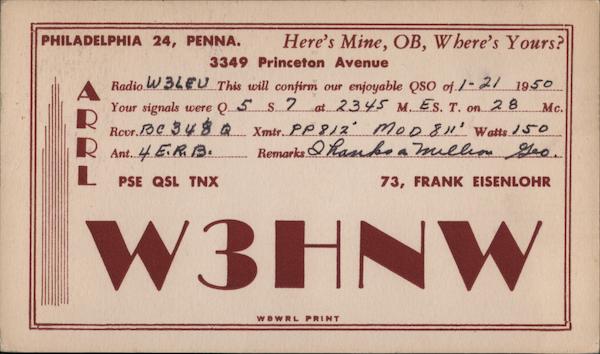 PHILADELPHIA 24, PENNA. Here's Mine, OB, Where's Yours?
3349 Princeton Avenue
ARRL
Radio W3LEU This will confirm our enjoyable QSO of 1-21 1950
Your signals were Q 5 S 7 at 2345 M. E.S. T. on 28 Mc.
Rcvr. BC348Q Xmtr. PP812' MOD 811' Watts 150
Ant. 4 E.R.B. Remarks Thanks a Million Geo.
PSE QSL TNX 73, FRANK EISENLOHR
W3HNW
W8WRL PRINT